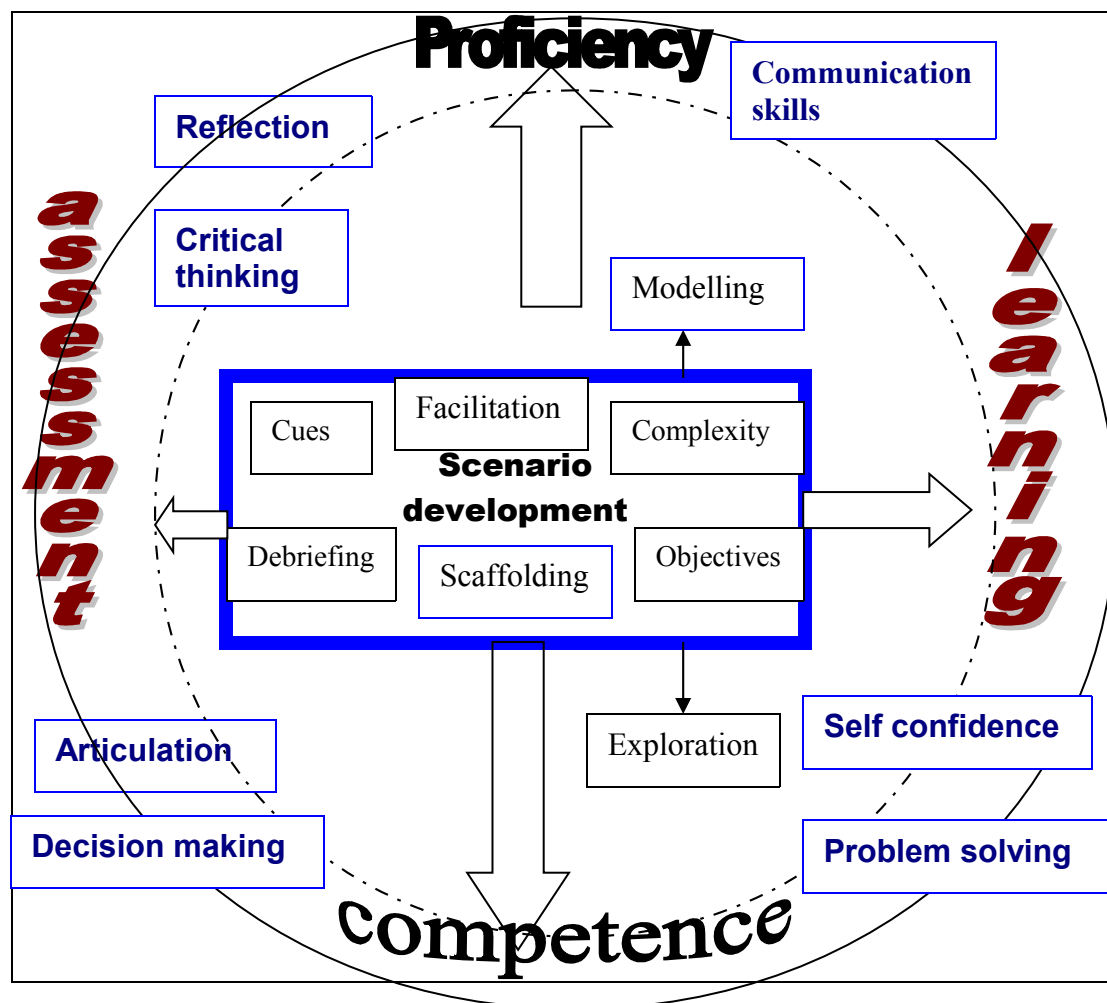 Proficiency
Communication
skills
Reflection
assessment
Critical
thinking
learning
Modelling
Cues
Facilitation
Complexity
Scenario
development
Debriefing
Scaffolding
Objectives
Articulation
Exploration
Self confidence
Decision making
Problem solving
competence